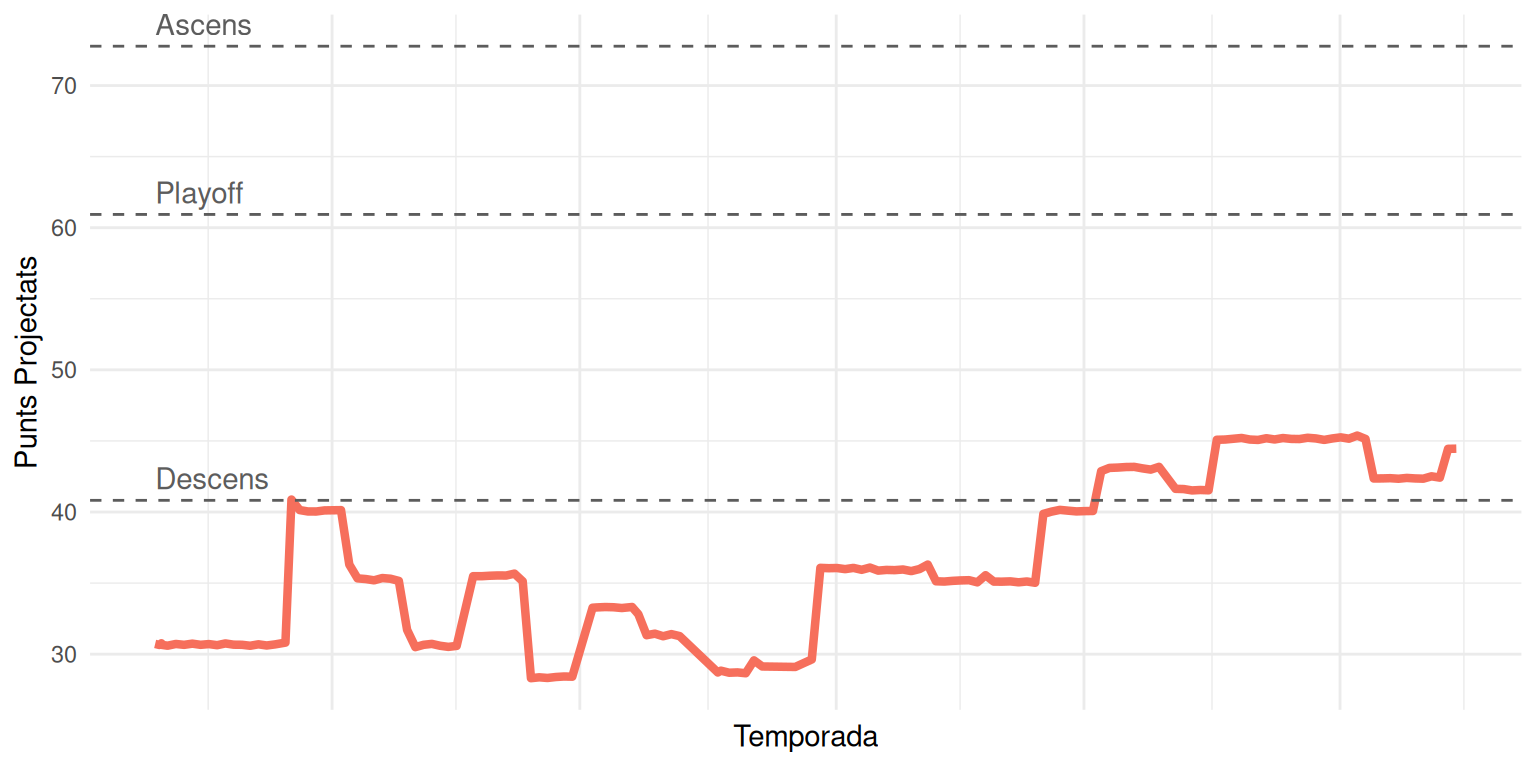 Ascens
70
Playoff
60
Punts Projectats
50
Descens
40
30
Temporada